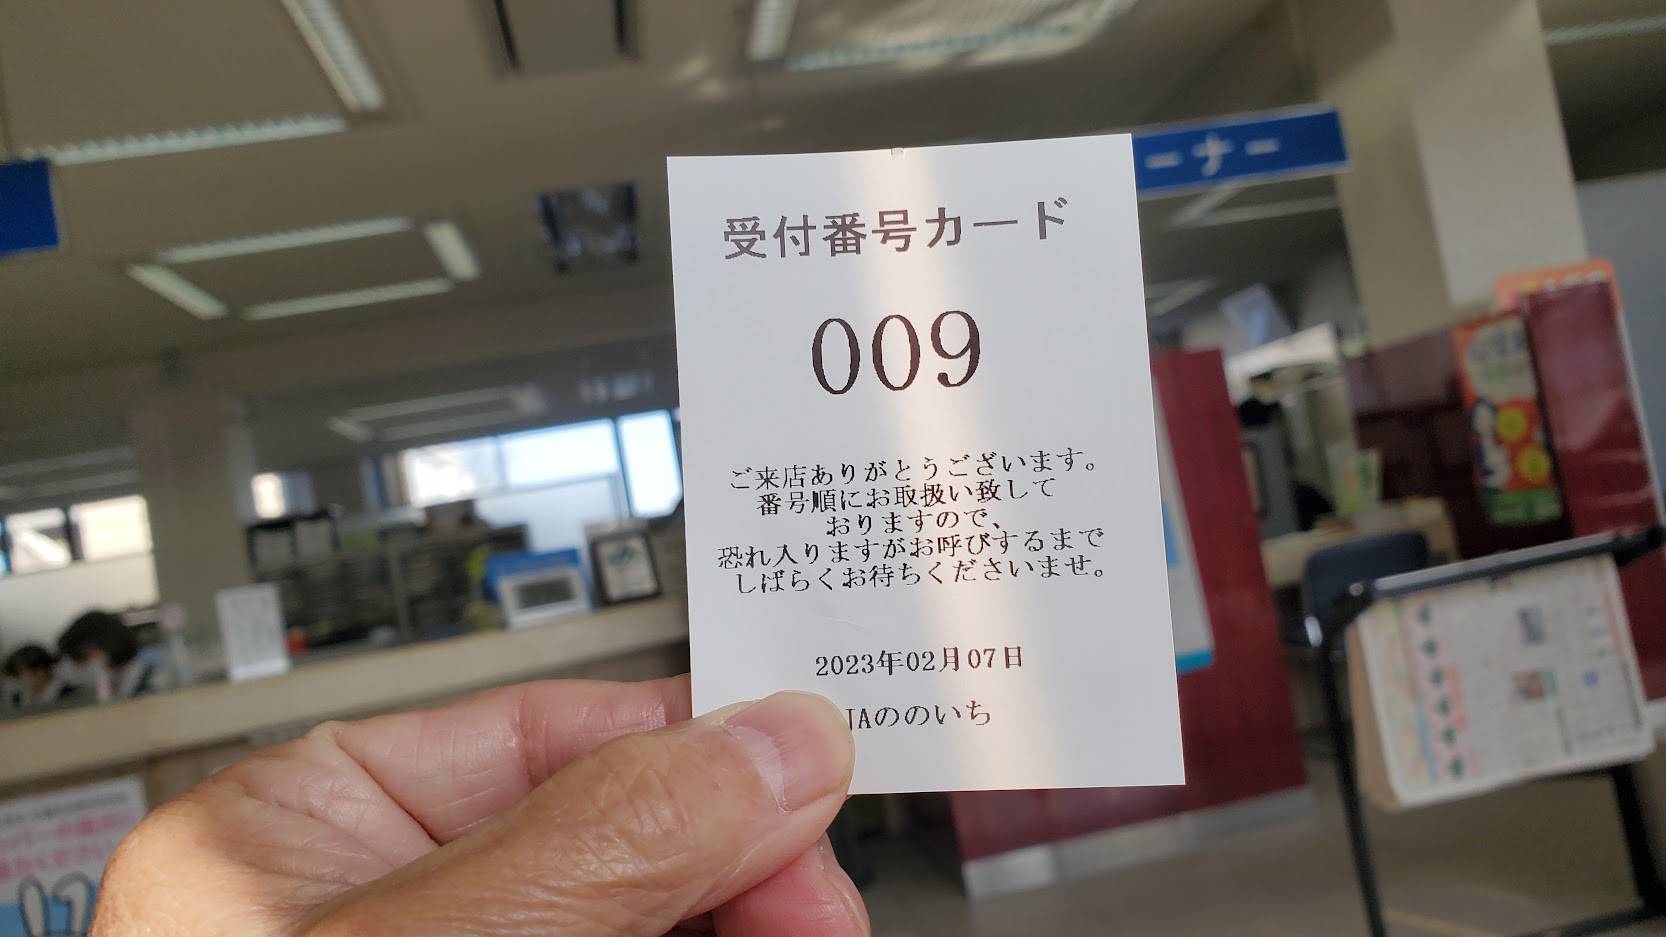 受付番号カード
009
ご来店ありがとうございます。
番号順にお取扱い致して
おりますので、
恐れ入りますがお呼びするまで
しばらくお待ちくださいませ。
2023年02月07日
JAののいち
ーナー